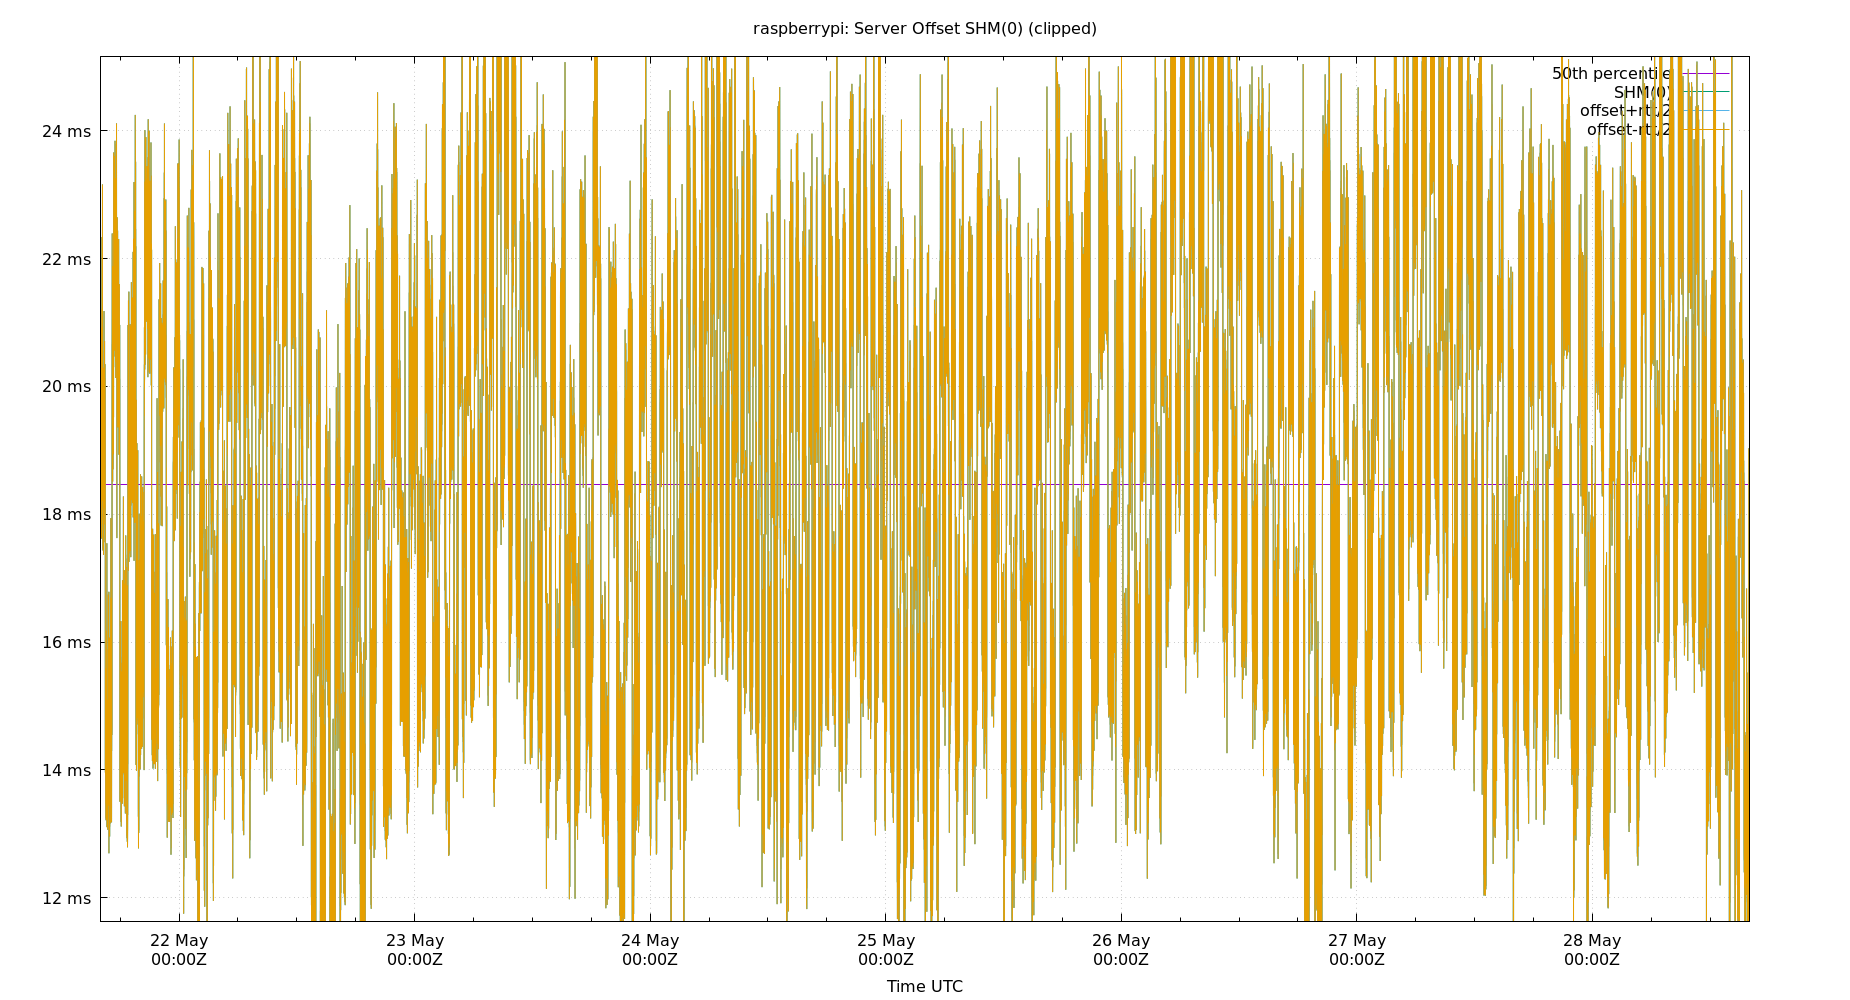 raspberrypi: Server Offset SHM(0) (clipped)
50th percentile
SHM(0)
offset+rtt/2
offset-rtt/2
24 ms
22 ms
20 ms
18 ms
16 ms
14 ms
12 ms
22 May 23 May 24 May 25 May 26 May 27 May 28 May
00:00Z 00:00Z 00:00Z 00:00Z 00:00Z 00:00Z 00:00Z
Time UTC